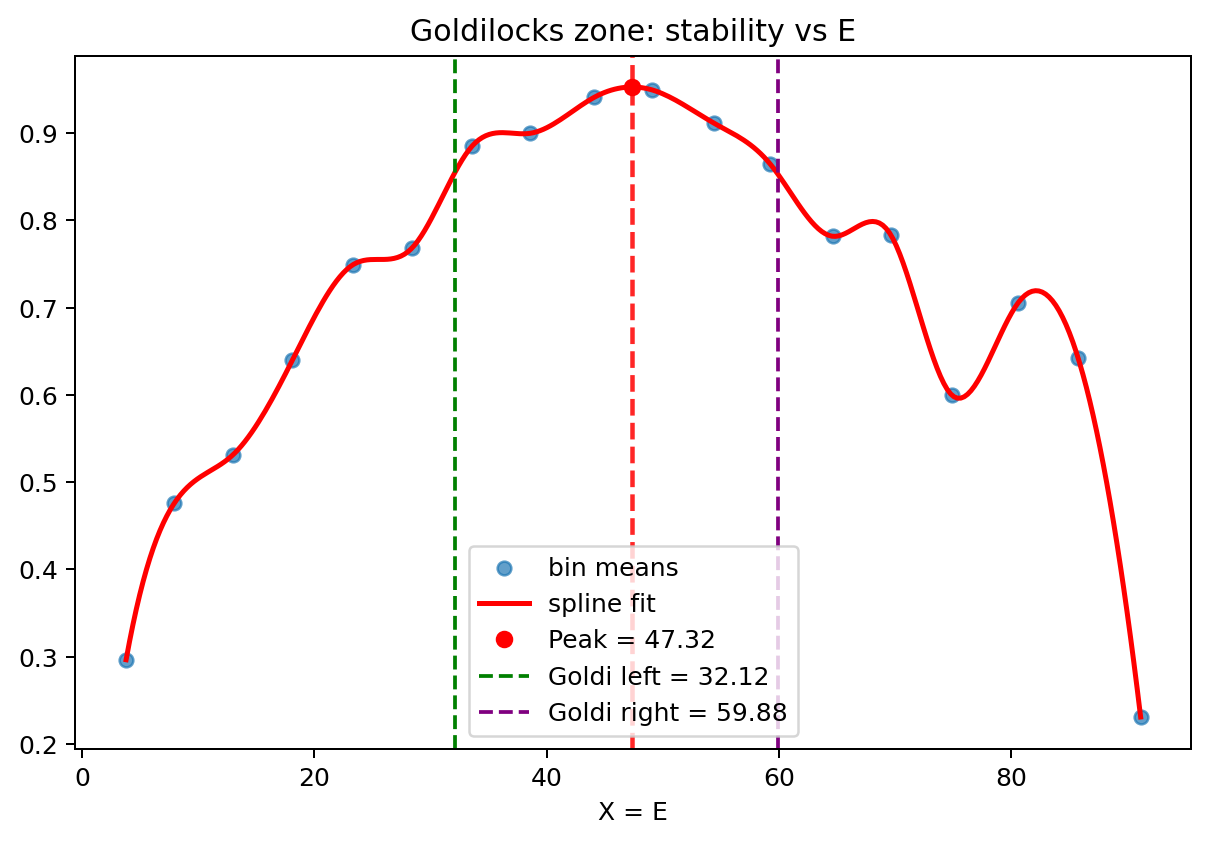 Goldilocks zone: stability vs E
0.9
0.8
0.7
0.6
0.5
0.4
0.3
0.2
bin means
spline fit
Peak = 47.32
Goldi left = 32.12
Goldi right = 59.88
0 20 40 60 80
X = E